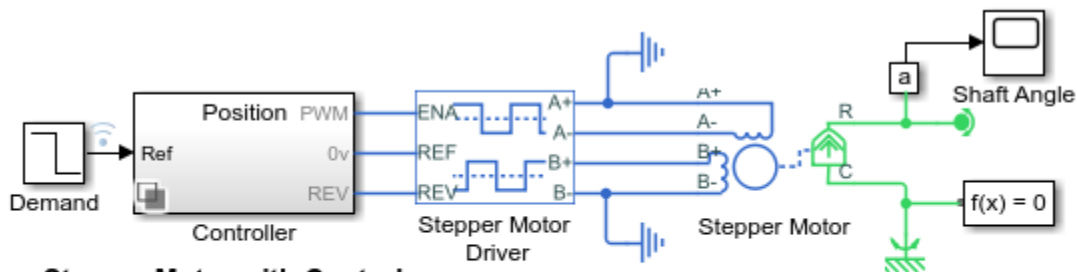 Demand
Ref
Position
PWM
0v
REV
Controller
ENA
REF
REV
A+
A-
B+
B-
Stepper Motor
Driver
A+
A-
B+
B-
Stepper Motor
R
C
a
Shaft Angle
f(x) = 0